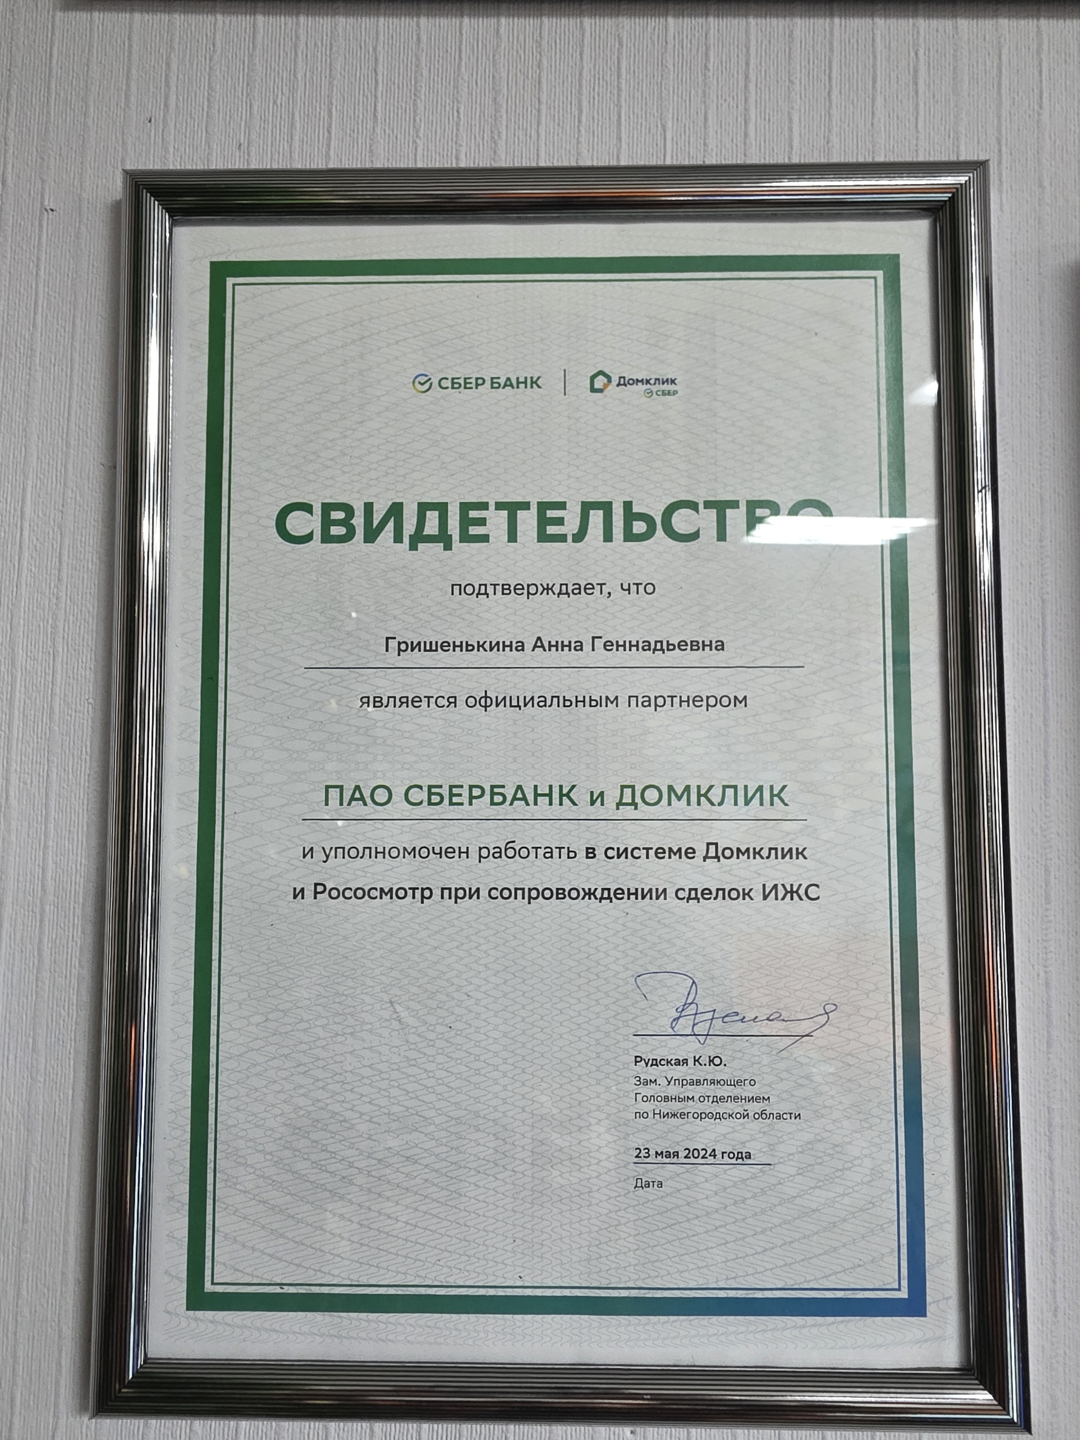 СБЕР БАНК
Домклик
СБЕР
СВИДЕТЕЛЬСТВО
подтверждает, что
Гришенькина Анна Геннадьевна
является официальным партнером
ПАО СБЕРБАНК и ДОМКЛИК
и уполномочен работать в системе Домклик
и Рососмотр при сопровождении сделок ИЖС
Рудская К.Ю.
Зам. Управляющего
Головным отделением
по Нижегородской области
23 мая 2024 года
Дата